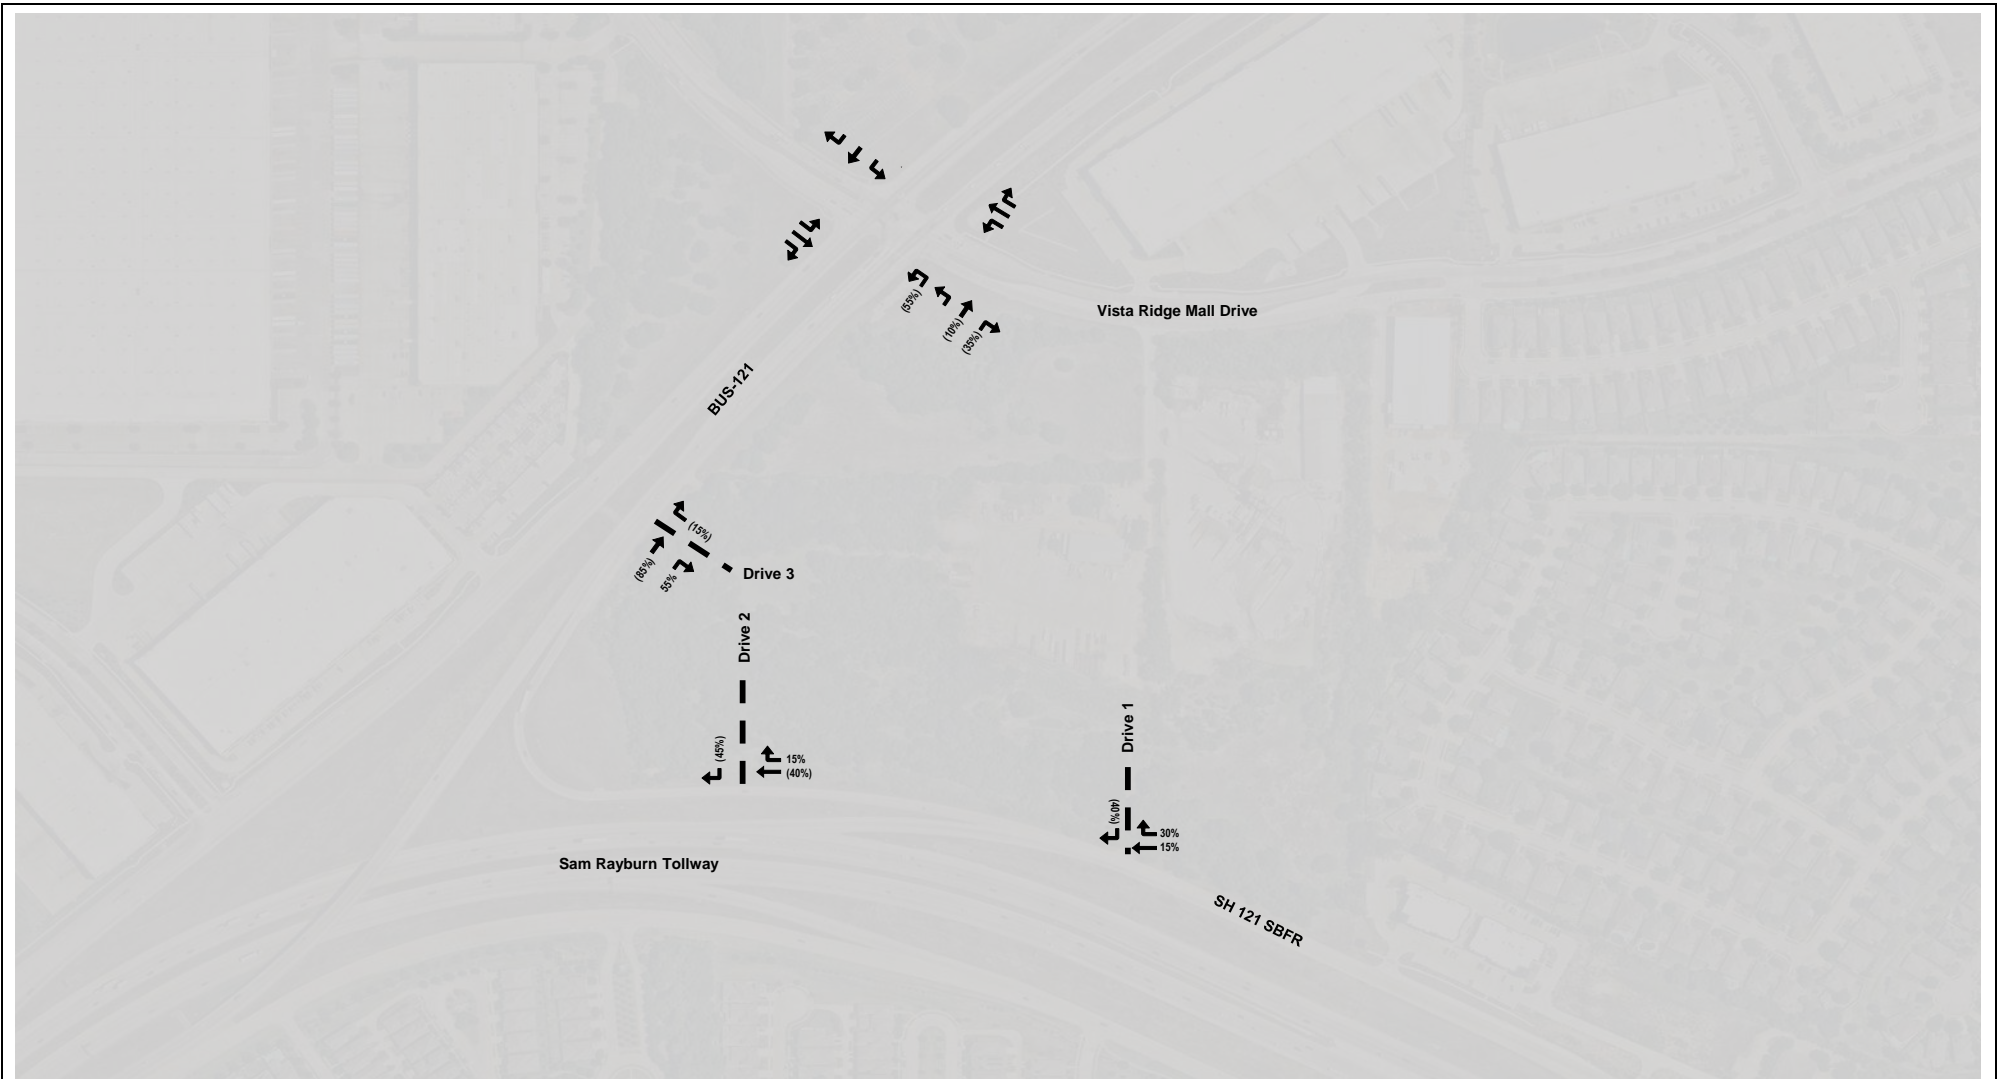 (55%)
(10%)
(35%)
Vista Ridge Mall Drive
BUS-121
(15%)
(85%)
55%
Drive 3
Drive 2
(45%)
15%
(40%)
Drive 1
(40%)
30%
15%
Sam Rayburn Tollway
SH 121 SBFR